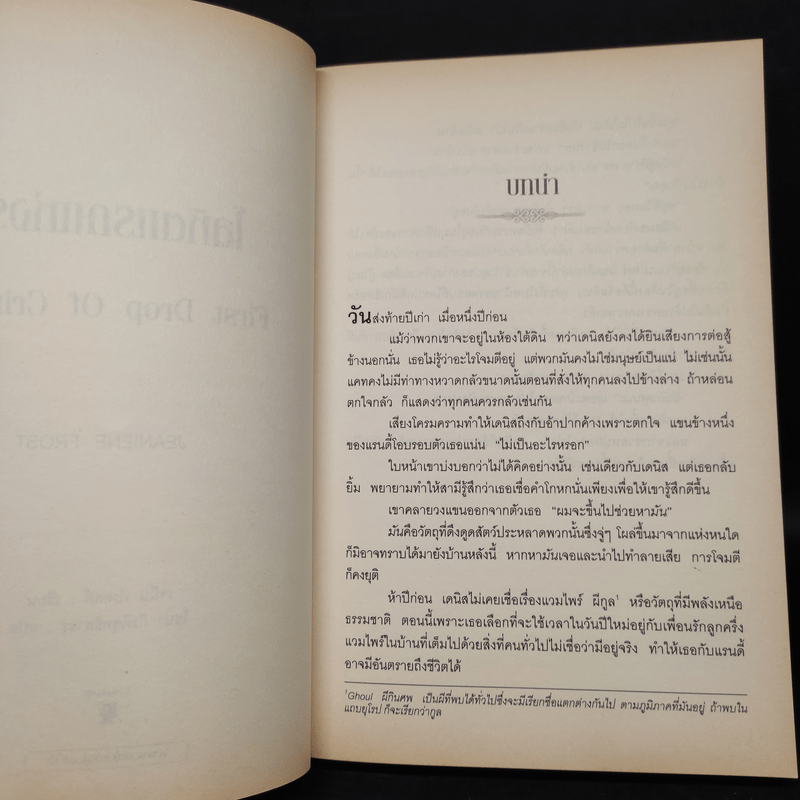 บทนำ
วันส่งท้ายปีเก่า เมื่อหนึ่งปีก่อน
แม้ว่าพวกเขาจะอยู่ในห้องใต้ดิน ทว่าเดนิสยังคงได้ยินเสียงการต่อสู้
ข้างนอกนั่น เธอไม่รู้ว่าอะไรโจมตีอยู่ แต่พวกมันคงไม่ใช่มนุษย์เป็นแน่ ไม่เช่นนั้น
แคทคงไม่มีท่าทางหวาดกลัวขนาดนั้นตอนที่สั่งให้ทุกคนลงไปข้างล่าง ถ้าหล่อน
ตกใจกลัว ก็แสดงว่าทุกคนควรกลัวเช่นกัน
เสียงโครมครามทำให้เดนิสถึงกับอ้าปากค้างเพราะตกใจ แขนข้างหนึ่ง
ของแรนดี้โอบรอบตัวเธอแน่น "ไม่เป็นอะไรหรอก"
ใบหน้าเขาบ่งบอกว่าไม่ได้คิดอย่างนั้น เช่นเดียวกับเดนิส แต่เธอกลับ
ยิ้ม พยายามทำให้สามีรู้สึกว่าเธอเชื่อคำโกหกนั่นเพียงเพื่อให้เขารู้สึกดีขึ้น
เขาคลายวงแขนออกจากตัวเธอ "ผมจะขึ้นไปช่วยหามัน"
มันคือวัตถุที่ดึงดูดสัตว์ประหลาดพวกนั้นซึ่งจู่ๆ โผล่ขึ้นมาจากแห่งหนใด
ก็มิอาจทราบได้มายังบ้านหลังนี้ หากหามันเจอและนำไปทำลายเสีย การโจมตี
ก็คงยุติ
ห้าปีก่อน เดนิสไม่เคยเชื่อเรื่องแวมไพร์ ผีกูล¹ หรือวัตถุที่มีพลังเหนือ
ธรรมชาติ ตอนนี้เพราะเธอเลือกที่จะใช้เวลาในวันปีใหม่อยู่กับเพื่อนรักลูกครึ่ง
แวมไพร์ในบ้านที่เต็มไปด้วยสิ่งที่คนทั่วไปไม่เชื่อว่ามีอยู่จริง ทำให้เธอกับแรนดี้
อาจมีอันตรายถึงชีวิตได้
¹Ghoul ผีกินศพ เป็นผีที่พบได้ทั่วไปซึ่งจะมีเรียกชื่อแตกต่างกันไป ตามภูมิภาคที่มันอยู่ ถ้าพบใน
แถบยุโรป ก็จะเรียกว่ากูล